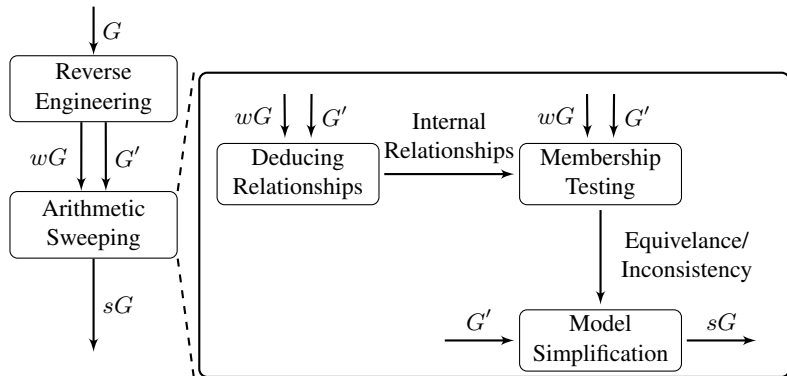 G
Reverse
Engineering
wG
G′
Arithmetic
Sweeping
sG
wG
G′
Deducing
Relationships
Internal
Relationships
wG
G′
Membership
Testing
Equivelance/
Inconsistency
G′
Model
Simplification
sG